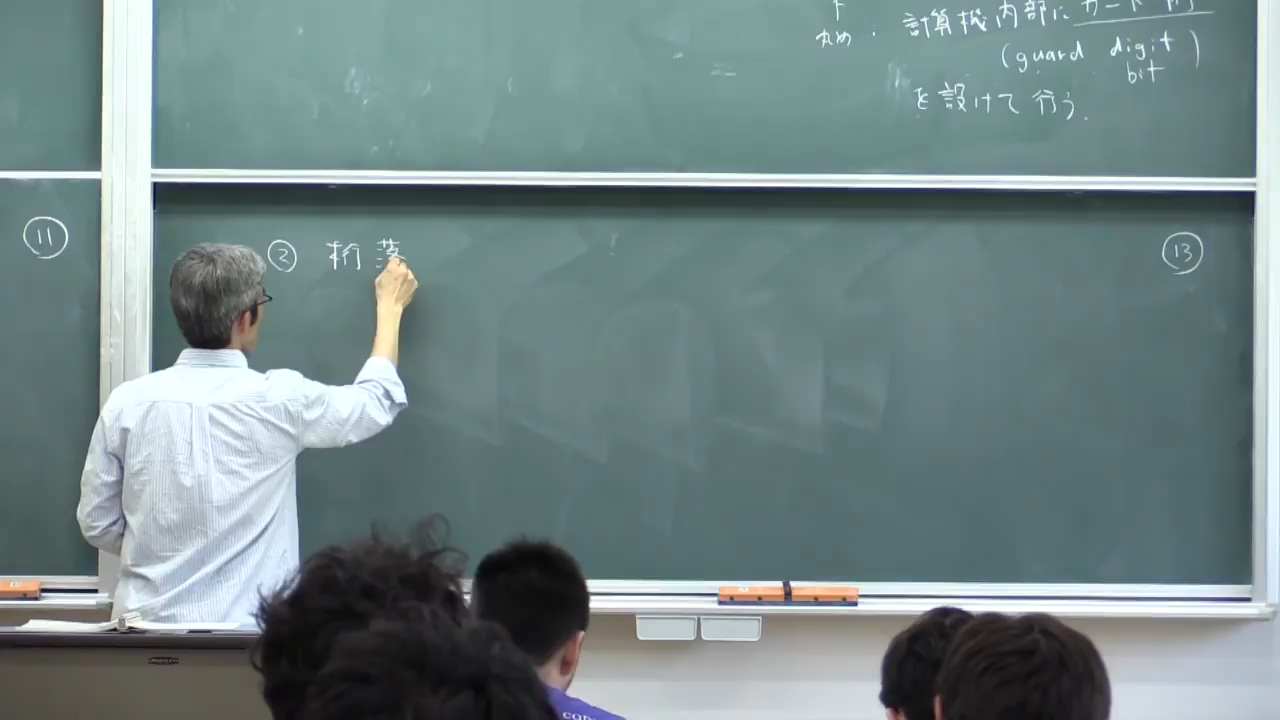 丸め: 計算機内部に ガード桁
(guard digit
bit)
を設けて行う.
⑪
② 桁落
⑬